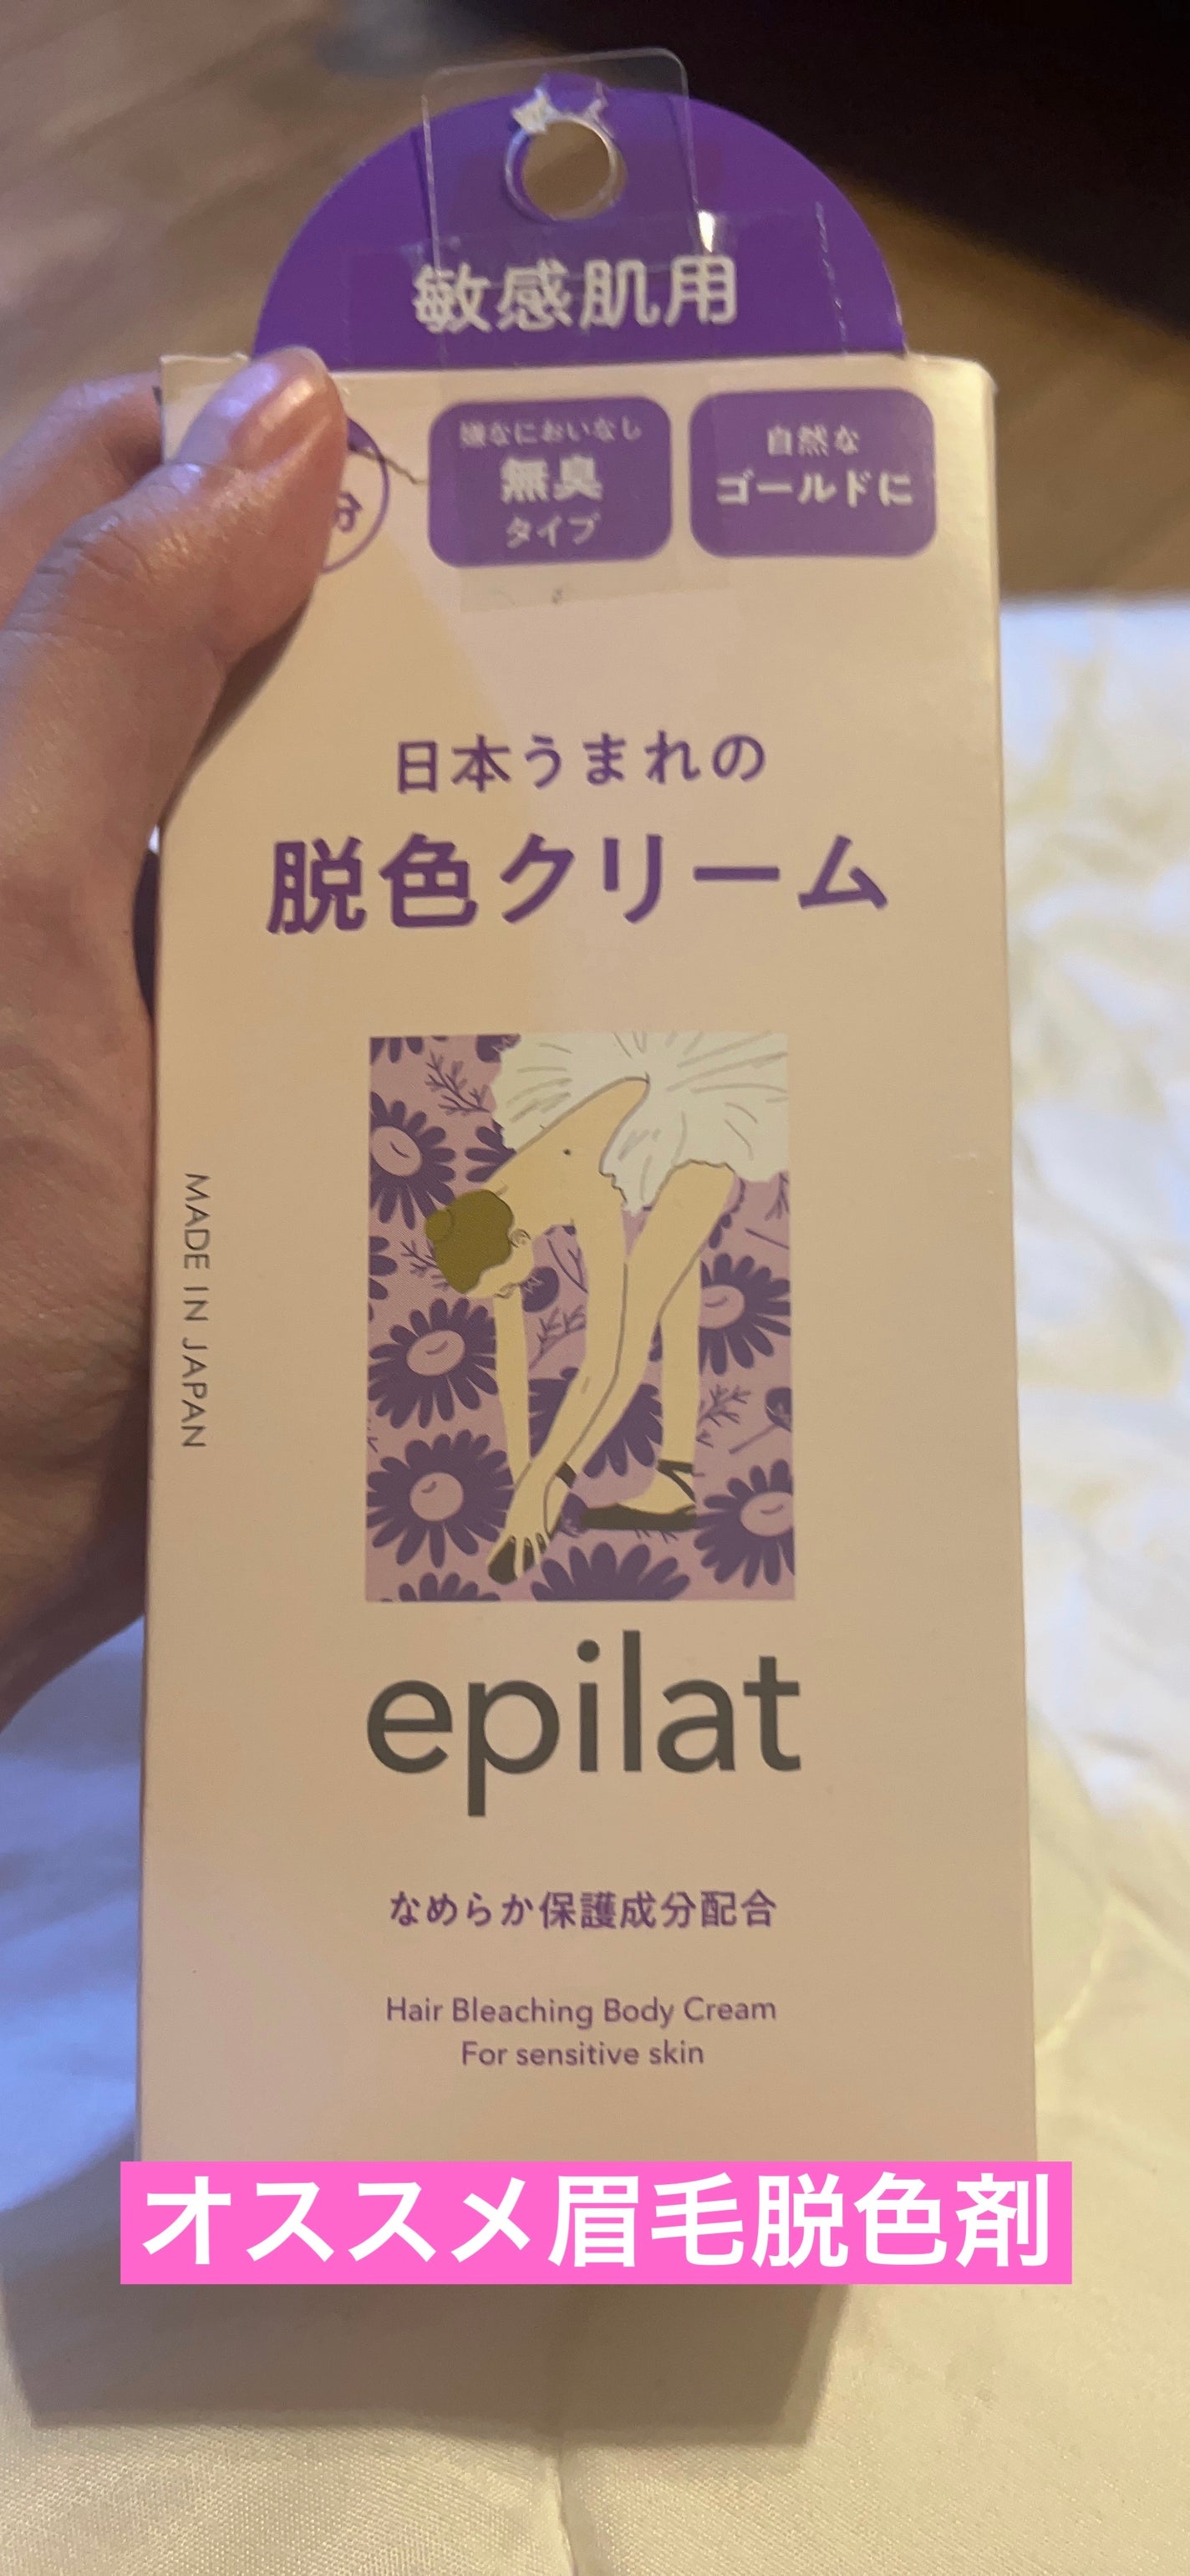 敏感肌用
分
嫌なにおいなし
無臭
タイプ
自然な
ゴールドに
日本うまれの
脱色クリーム
MADE IN JAPAN
epilat
なめらか保護成分配合
Hair Bleaching Body Cream
For sensitive skin
オススメ眉毛脱色剤